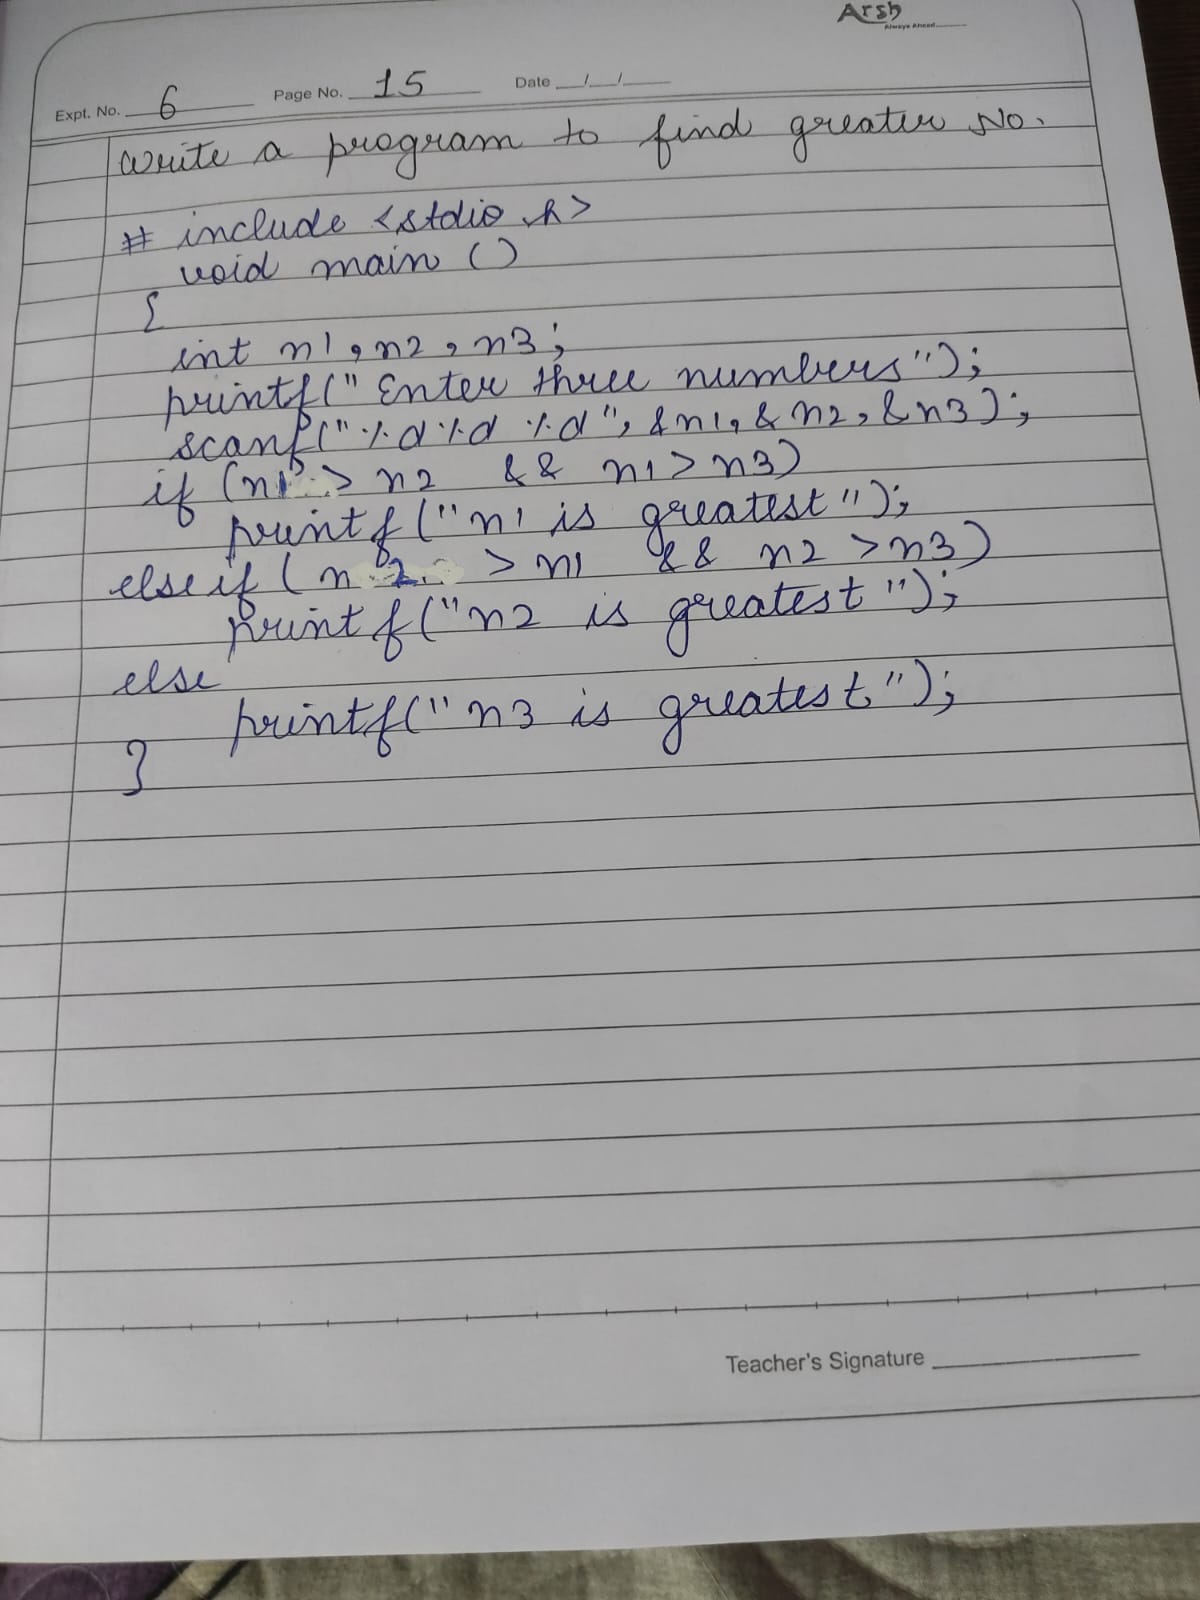 Arsh
Always Ahead
Expt. No. 6 Page No. 15 Date __/__/__
Write a program to find greater No.
# include <stdio.h>
void main ()
{
int n1, n2, n3;
printf(" Enter three numbers");
scanf("%d %d %d", &n1, & n2, &n3);
if (n1 > n2 && n1 > n3)
printf("n1 is greatest");
else if (n2 > n1 && n2 > n3)
printf("n2 is greatest");
else
printf("n3 is greatest");
}
Teacher's Signature